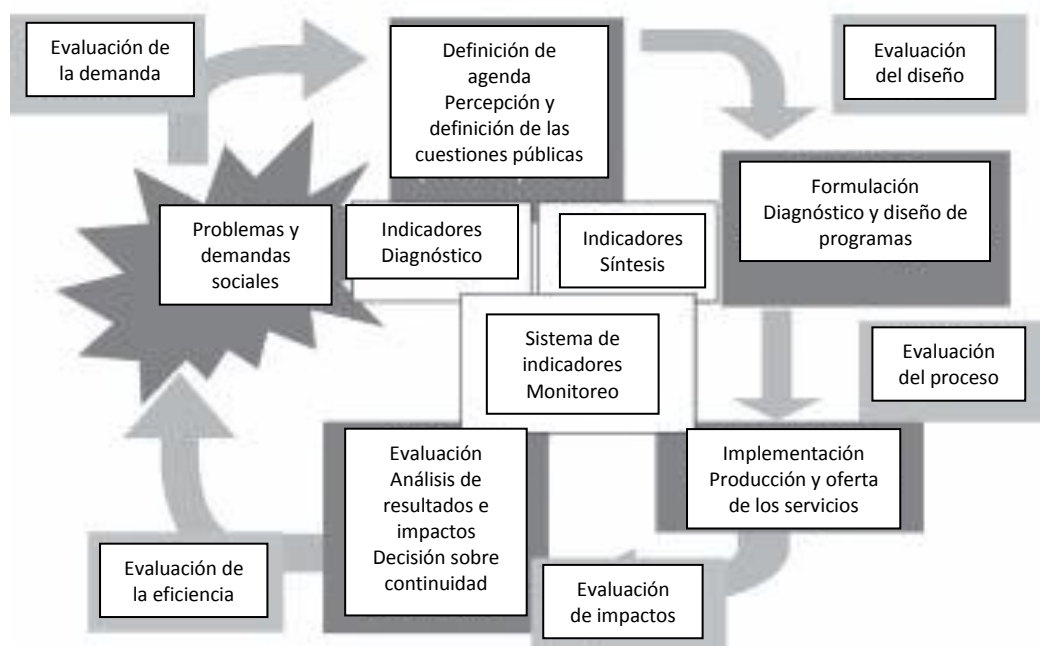 Evaluación de
la demanda
Definición de
agenda
Percepción y
definición de las
cuestiones públicas
Evaluación
del diseño
Formulación
Diagnóstico y diseño de
programas
Problemas y
demandas
sociales
Indicadores
Diagnóstico
Indicadores
Síntesis
Sistema de
indicadores
Monitoreo
Evaluación
del proceso
Implementación
Producción y oferta
de los servicios
Evaluación
Análisis de
resultados e
impactos
Decisión sobre
continuidad
Evaluación
de impactos
Evaluación de
la eficiencia